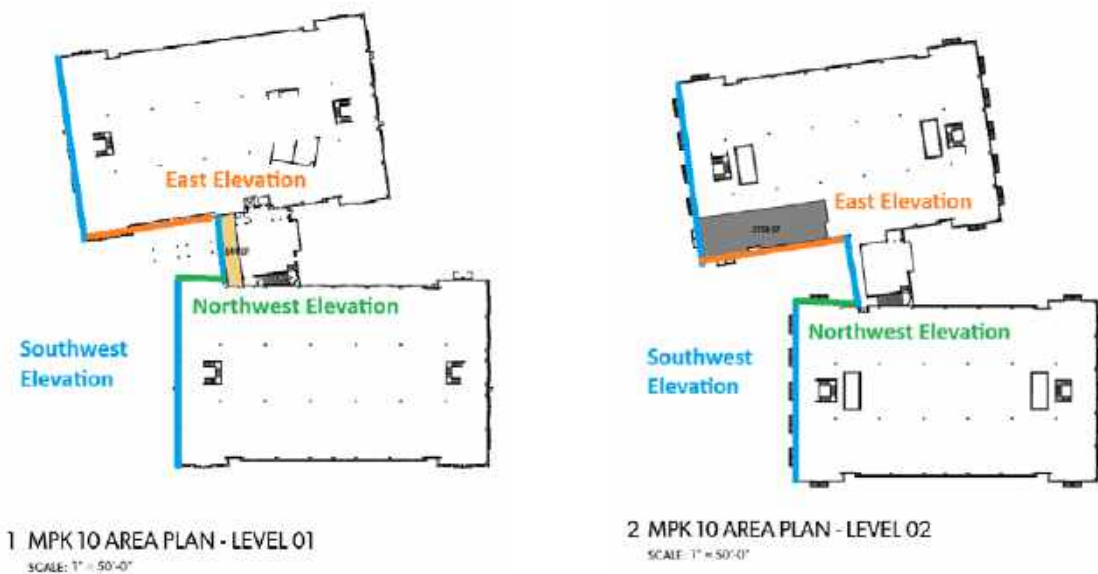 East Elevation
Northwest Elevation
Southwest
Elevation
1 MPK 10 AREA PLAN - LEVEL 01
SCALE: 1" = 50'-0"
East Elevation
Northwest Elevation
Southwest
Elevation
2 MPK 10 AREA PLAN - LEVEL 02
SCALE: 1" = 50'-0"